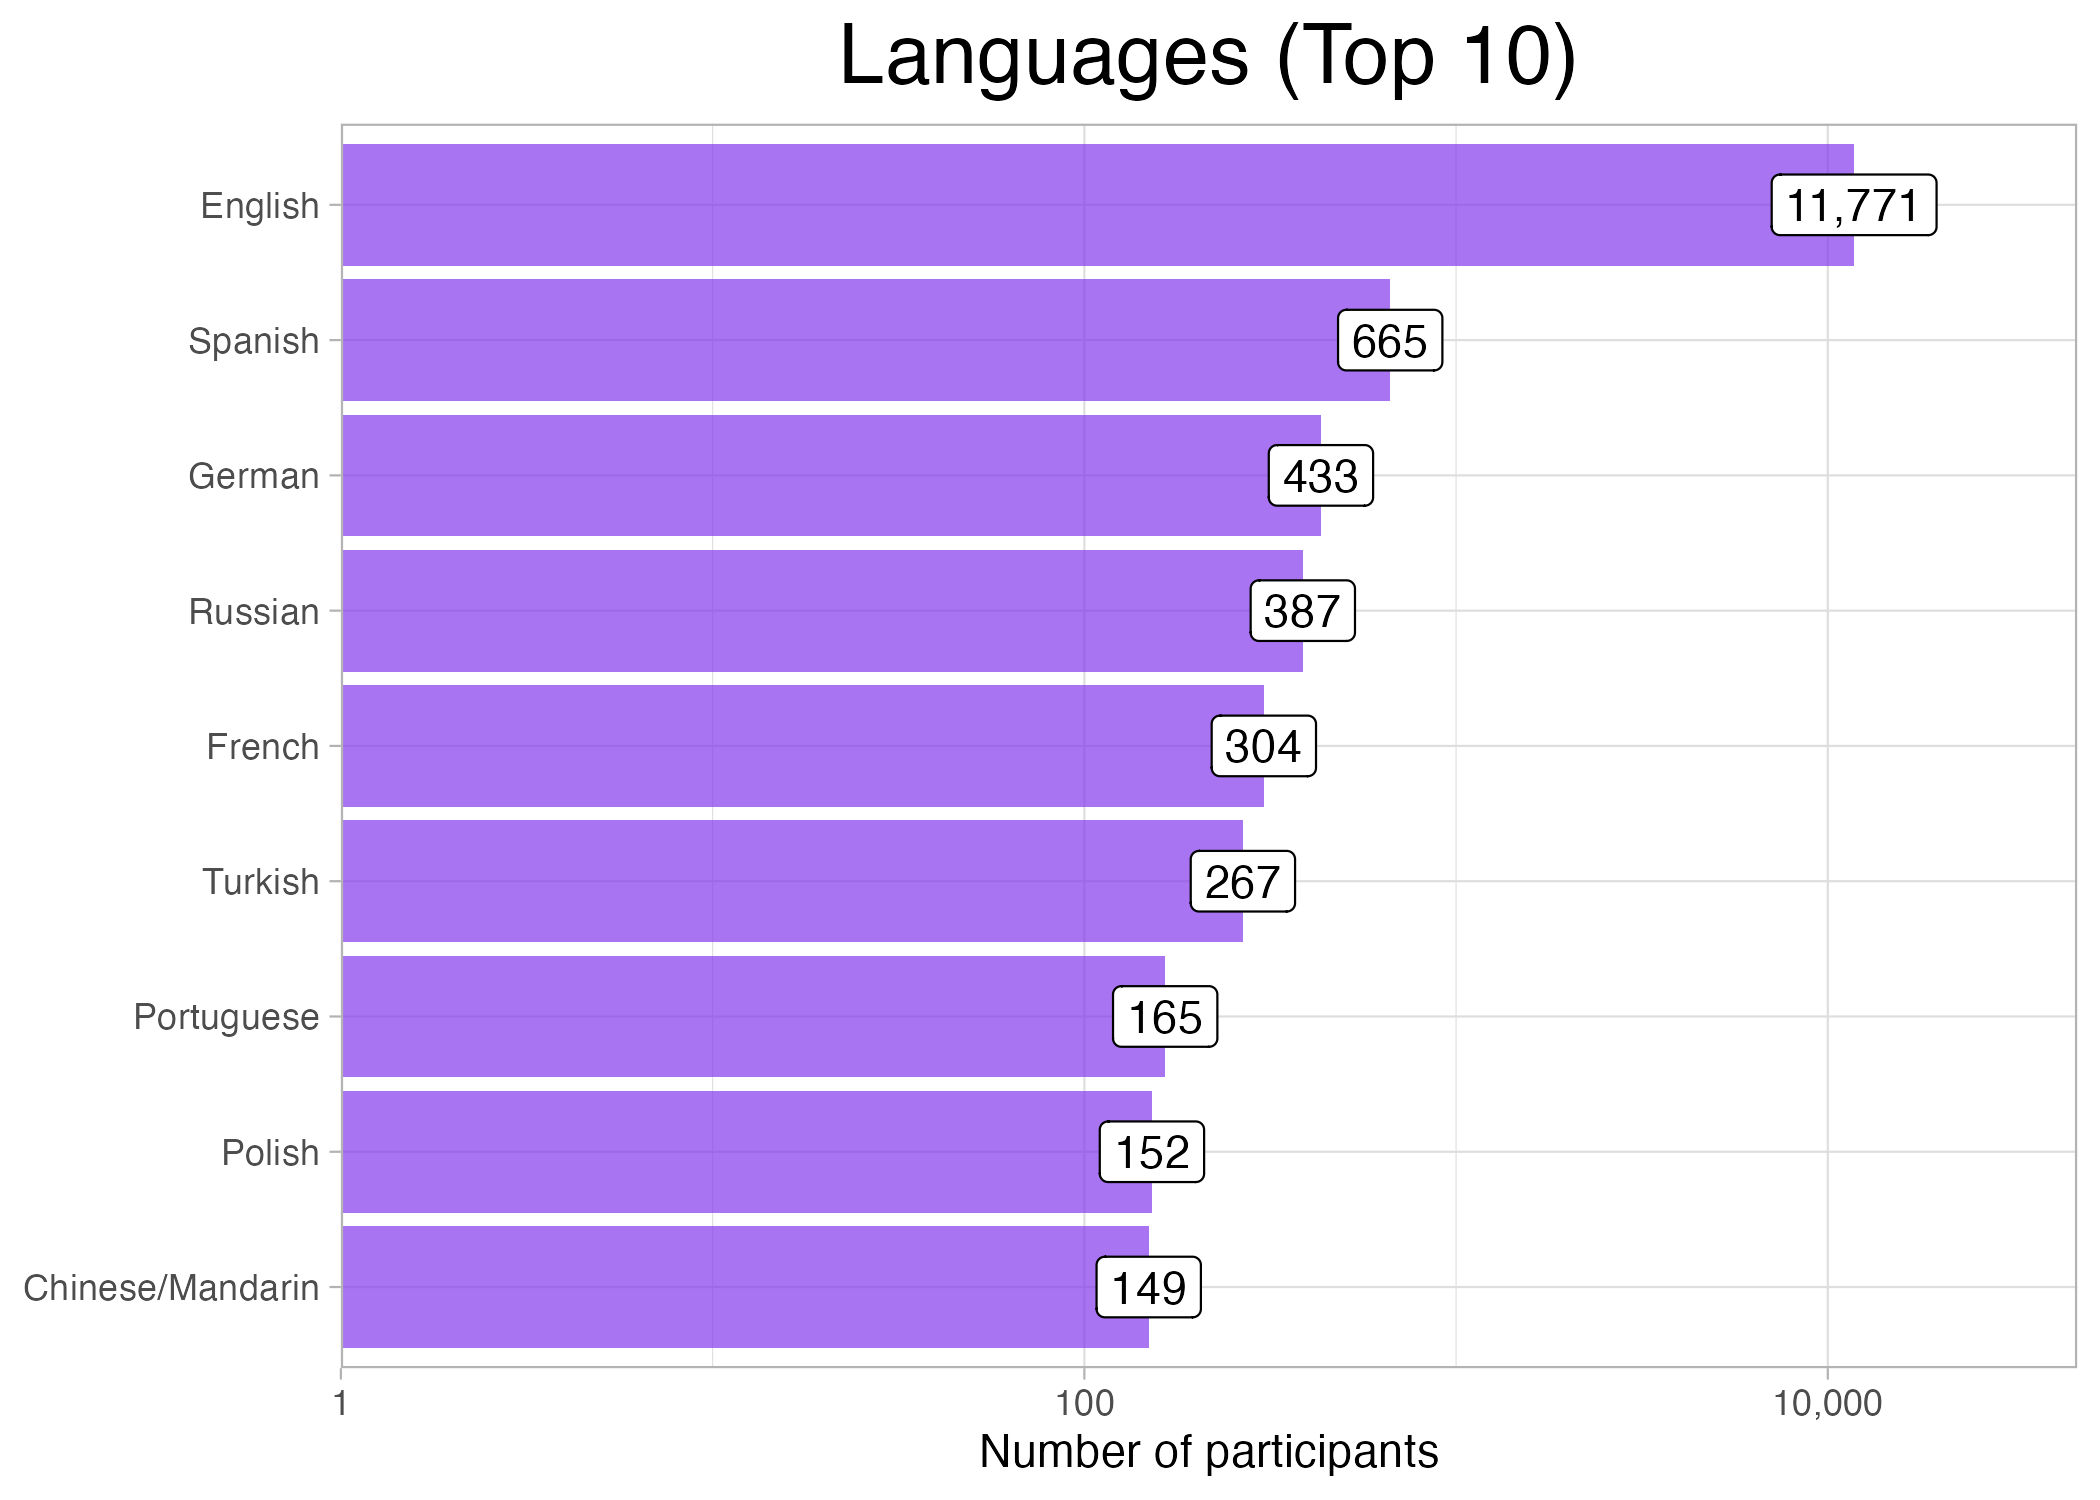 Languages (Top 10)
English 11,771
Spanish 665
German 433
Russian 387
French 304
Turkish 267
Portuguese 165
Polish 152
Chinese/Mandarin 149
1 100 10,000
Number of participants